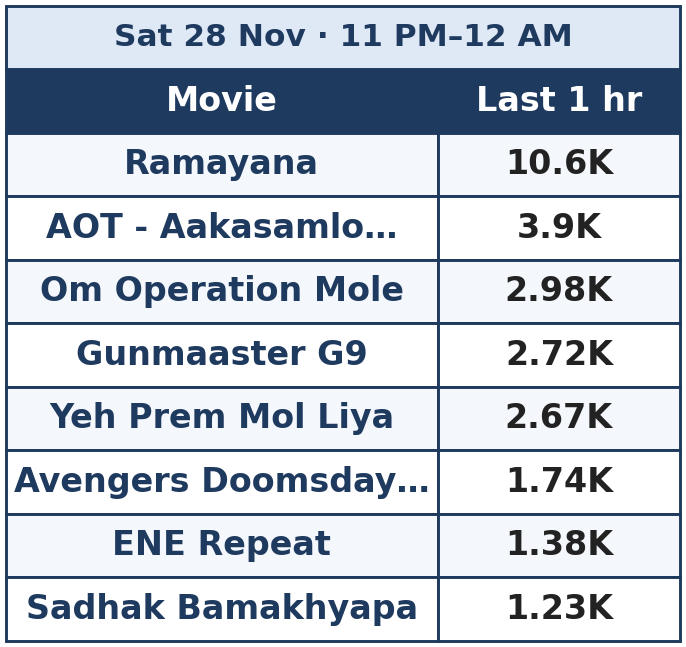 Sat 28 Nov · 11 PM–12 AM
Movie Last 1 hr
Ramayana 10.6K
AOT - Aakasamlo... 3.9K
Om Operation Mole 2.98K
Gunmaaster G9 2.72K
Yeh Prem Mol Liya 2.67K
Avengers Doomsday... 1.74K
ENE Repeat 1.38K
Sadhak Bamakhyapa 1.23K